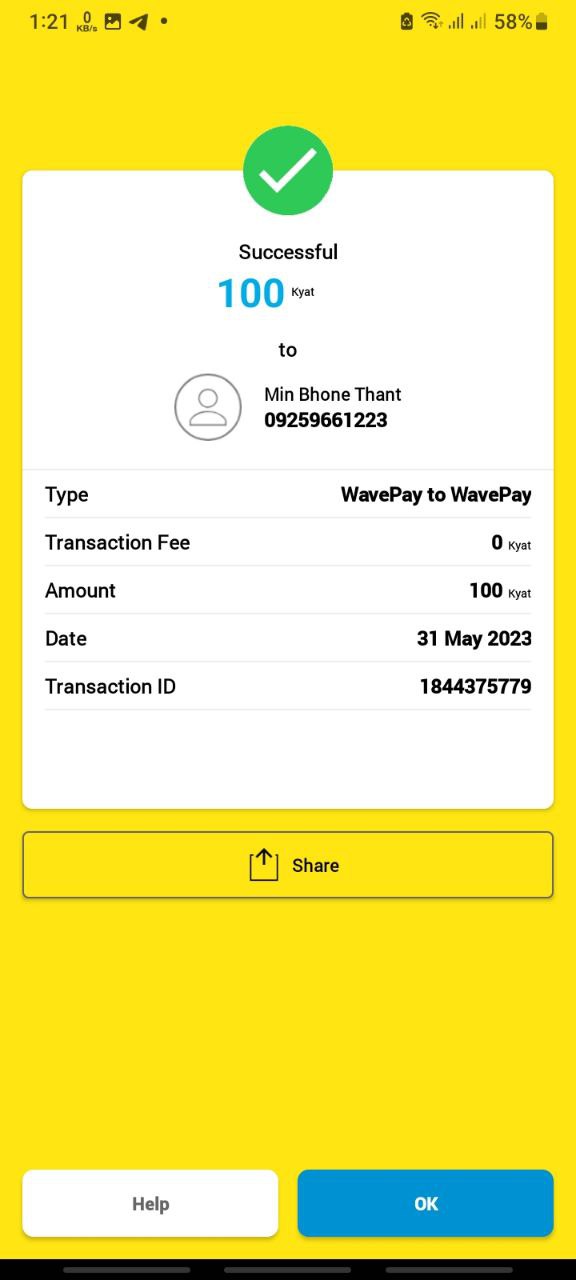 1:21 0 KB/s 58%
Successful
100 Kyat
to
Min Bhone Thant
09259661223
Type WavePay to WavePay
Transaction Fee 0 Kyat
Amount 100 Kyat
Date 31 May 2023
Transaction ID 1844375779
Share
Help OK